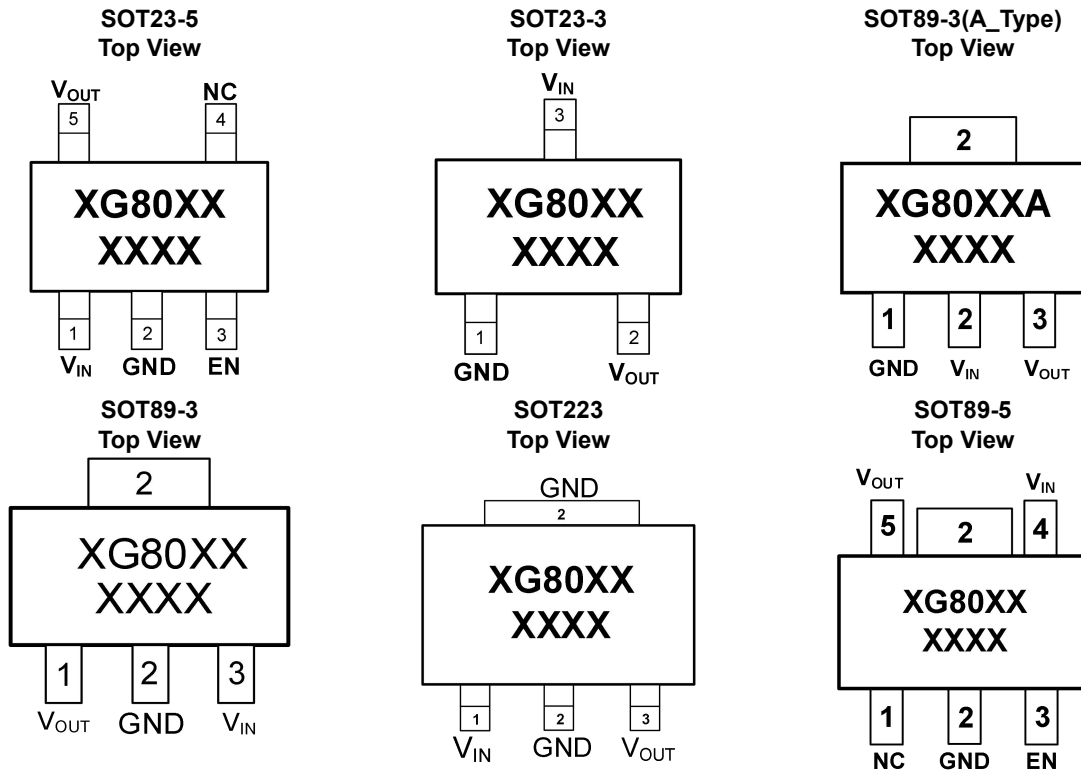 SOT23-5
Top View
VOUT NC
5 4
XG80XX
XXXX
1 2 3
VIN GND EN
SOT23-3
Top View
VIN
3
XG80XX
XXXX
1 2
GND VOUT
SOT89-3(A_Type)
Top View
2
XG80XXA
XXXX
1 2 3
GND VIN VOUT
SOT89-3
Top View
2
XG80XX
XXXX
1 2 3
VOUT GND VIN
SOT223
Top View
GND
2
XG80XX
XXXX
1 2 3
VIN GND VOUT
SOT89-5
Top View
VOUT VIN
5 2 4
XG80XX
XXXX
1 2 3
NC GND EN